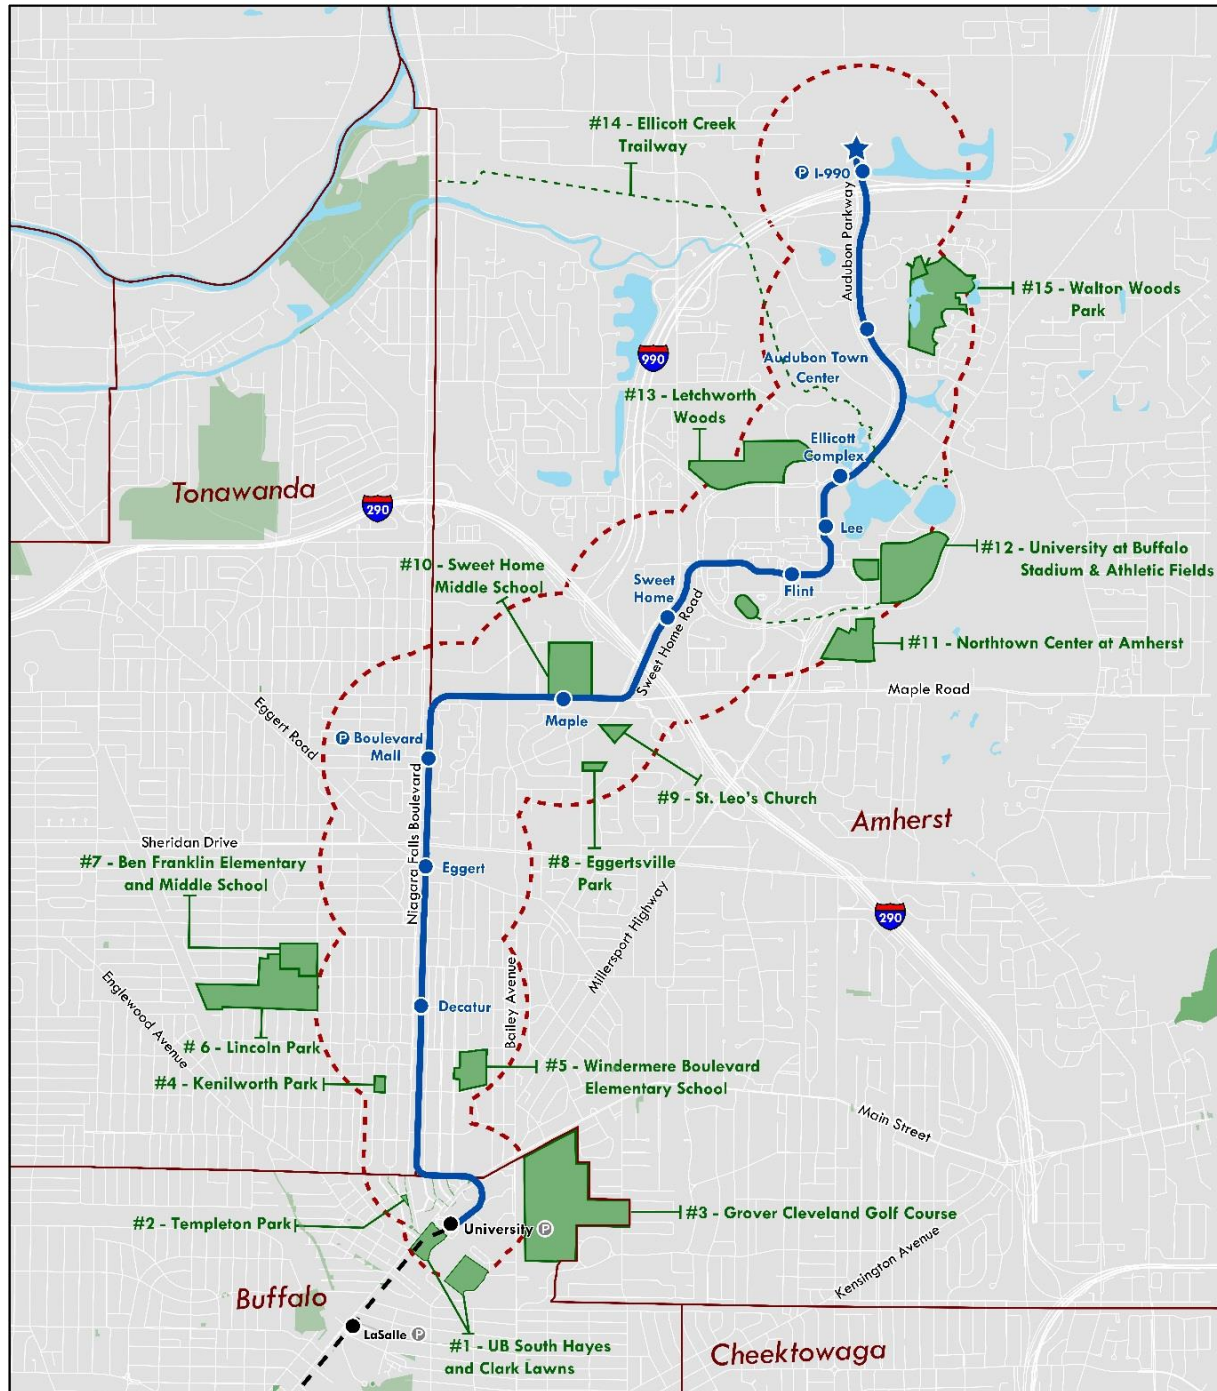 #14 - Ellicott Creek
Trailway
P I-990
Audubon Parkway
#15 - Walton Woods
Park
990
Audubon Town
Center
#13 - Letchworth
Woods
Ellicott
Complex
Tonawanda
290
Lee
#12 - University at Buffalo
Stadium & Athletic Fields
#10 - Sweet Home
Middle School
Sweet
Home
Flint
Sweet Home Road
#11 - Northtown Center at Amherst
Maple Road
Eggert Road
Maple
P Boulevard
Mall
Niagara Falls Boulevard
#9 - St. Leo's Church
Amherst
Sheridan Drive
#7 - Ben Franklin Elementary
and Middle School
Eggert
#8 - Eggertsville
Park
Millersport Highway
290
Englewood Avenue
Decatur
Bailey Avenue
# 6 - Lincoln Park
#4 - Kenilworth Park
#5 - Windermere Boulevard
Elementary School
Main Street
#2 - Templeton Park
University P
#3 - Grover Cleveland Golf Course
Kensington Avenue
Buffalo
LaSalle P
#1 - UB South Hayes
and Clark Lawns
Cheektowaga